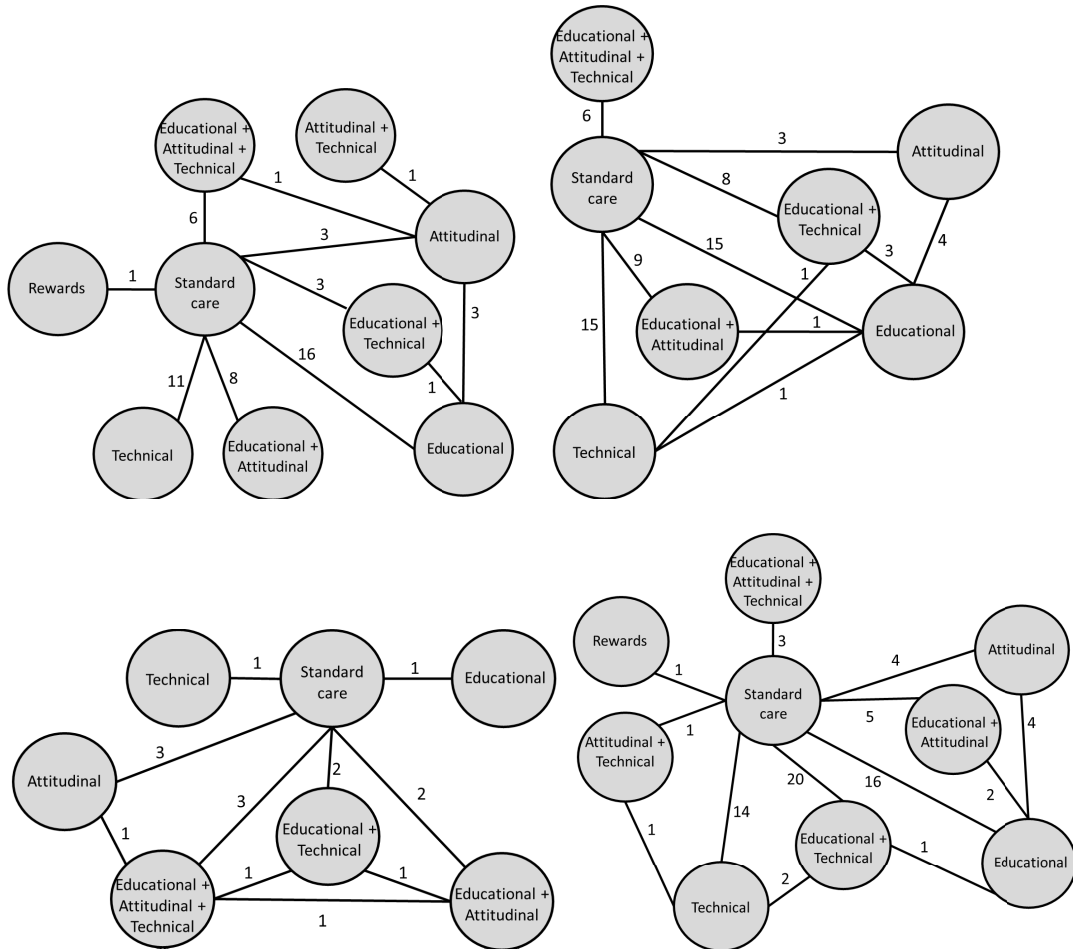 Educational +
Attitudinal +
Technical
Attitudinal +
Technical
1
1
6
Attitudinal
3
Rewards
1
Standard
care
3
Educational +
Technical
3
16
1
11
8
Technical
Educational +
Attitudinal
Educational
Educational +
Attitudinal +
Technical
6
3
Attitudinal
Standard
care
8
Educational +
Technical
15
3
4
9
1
15
Educational +
Attitudinal
1
Educational
1
Technical
Technical
1
Standard
care
1
Educational
3
Attitudinal
2
3
2
1
Educational +
Technical
1
1
Educational +
Attitudinal +
Technical
1
Educational +
Attitudinal
Educational +
Attitudinal +
Technical
Rewards
3
1
4
Attitudinal
Standard
care
1
5
Educational +
Attitudinal
4
Attitudinal +
Technical
20
16
2
14
1
Educational +
Technical
1
Educational
2
Technical